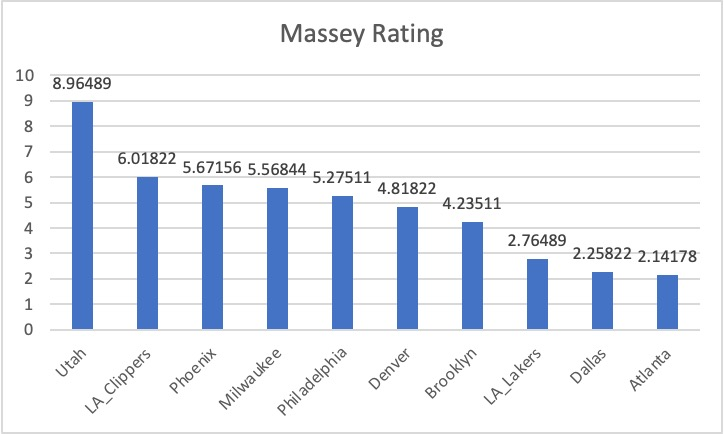 Massey Rating
10
9
8
7
6
5
4
3
2
1
0
8.96489
6.01822
5.67156
5.56844
5.27511
4.81822
4.23511
2.76489
2.25822
2.14178
Utah
LA_Clippers
Phoenix
Milwaukee
Philadelphia
Denver
Brooklyn
LA_Lakers
Dallas
Atlanta